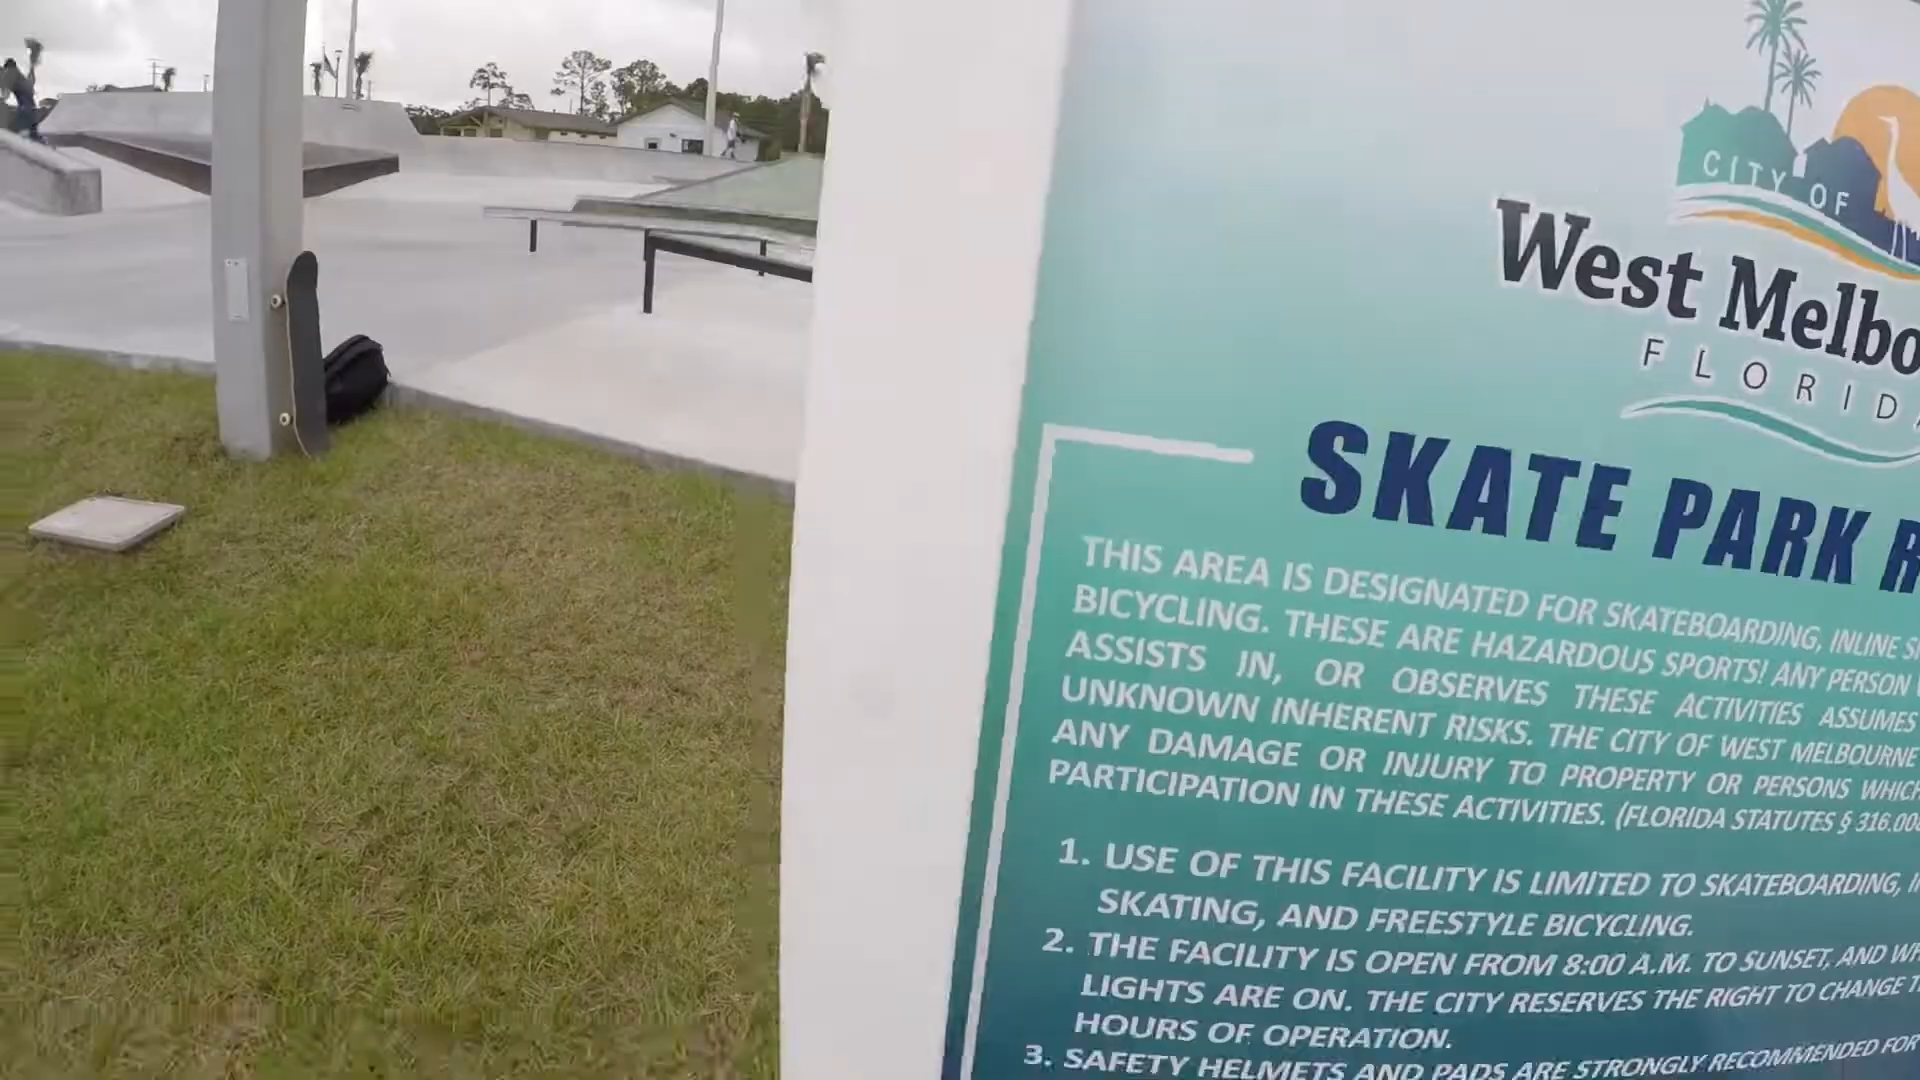 CITY OF
West Melbo
FLORIDA
SKATE PARK R
THIS AREA IS DESIGNATED FOR SKATEBOARDING, INLINE
BICYCLING. THESE ARE HAZARDOUS SPORTS! ANY PERSON
ASSISTS IN, OR OBSERVES THESE ACTIVITIES ASSUMES
UNKNOWN INHERENT RISKS. THE CITY OF WEST MELBOURNE
ANY DAMAGE OR INJURY TO PROPERTY OR PERSONS WHICH
PARTICIPATION IN THESE ACTIVITIES. (FLORIDA STATUTES § 316.00
1. USE OF THIS FACILITY IS LIMITED TO SKATEBOARDING,
SKATING, AND FREESTYLE BICYCLING.
2. THE FACILITY IS OPEN FROM 8:00 A.M. TO SUNSET, AND WH
LIGHTS ARE ON. THE CITY RESERVES THE RIGHT TO CHANGE
HOURS OF OPERATION.
3. SAFETY HELMETS AND PADS ARE STRONGLY RECOMMENDED FOR